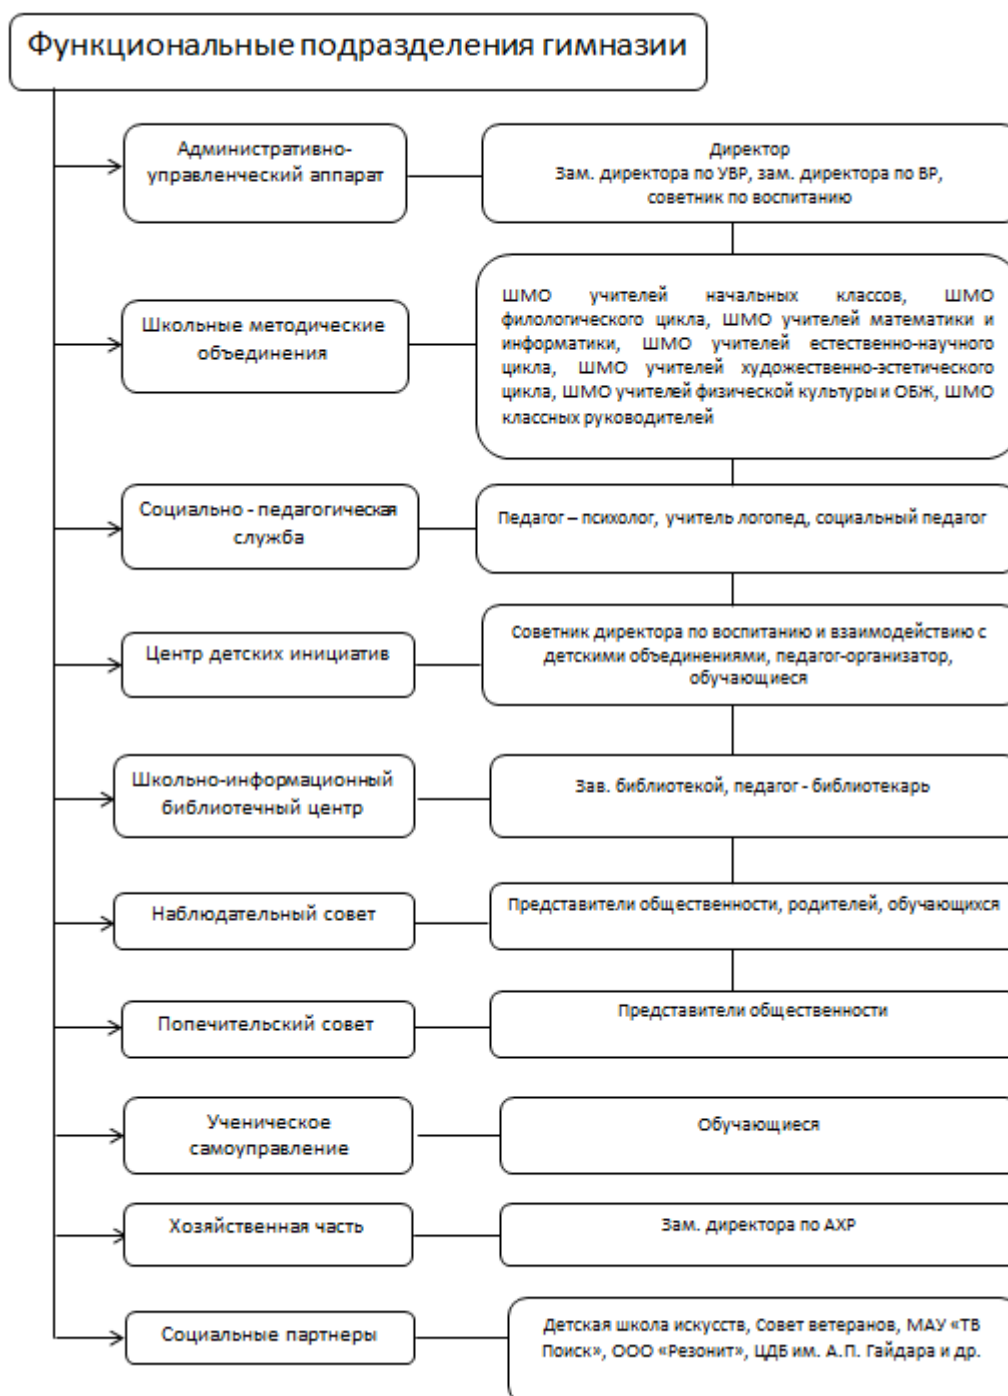 Функциональные подразделения гимназии
Административно-
управленческий аппарат
Директор
Зам. директора по УВР, зам. директора по ВР,
советник по воспитанию
Школьные методические
объединения
ШМО учителей начальных классов, ШМО
филологического цикла, ШМО учителей математики и
информатики, ШМО учителей естественно-научного
цикла, ШМО учителей художественно-эстетического
цикла, ШМО учителей физической культуры и ОБЖ, ШМО
классных руководителей
Социально - педагогическая
служба
Педагог – психолог, учитель логопед, социальный педагог
Центр детских инициатив
Советник директора по воспитанию и взаимодействию с
детскими объединениями, педагог-организатор,
обучающиеся
Школьно-информационный
библиотечный центр
Зав. библиотекой, педагог - библиотекарь
Наблюдательный совет
Представители общественности, родителей, обучающихся
Попечительский совет
Представители общественности
Ученическое
самоуправление
Обучающиеся
Хозяйственная часть
Зам. директора по АХР
Социальные партнеры
Детская школа искусств, Совет ветеранов, МАУ «ТВ
Поиск», ООО «Резонит», ЦДБ им. А.П. Гайдара и др.